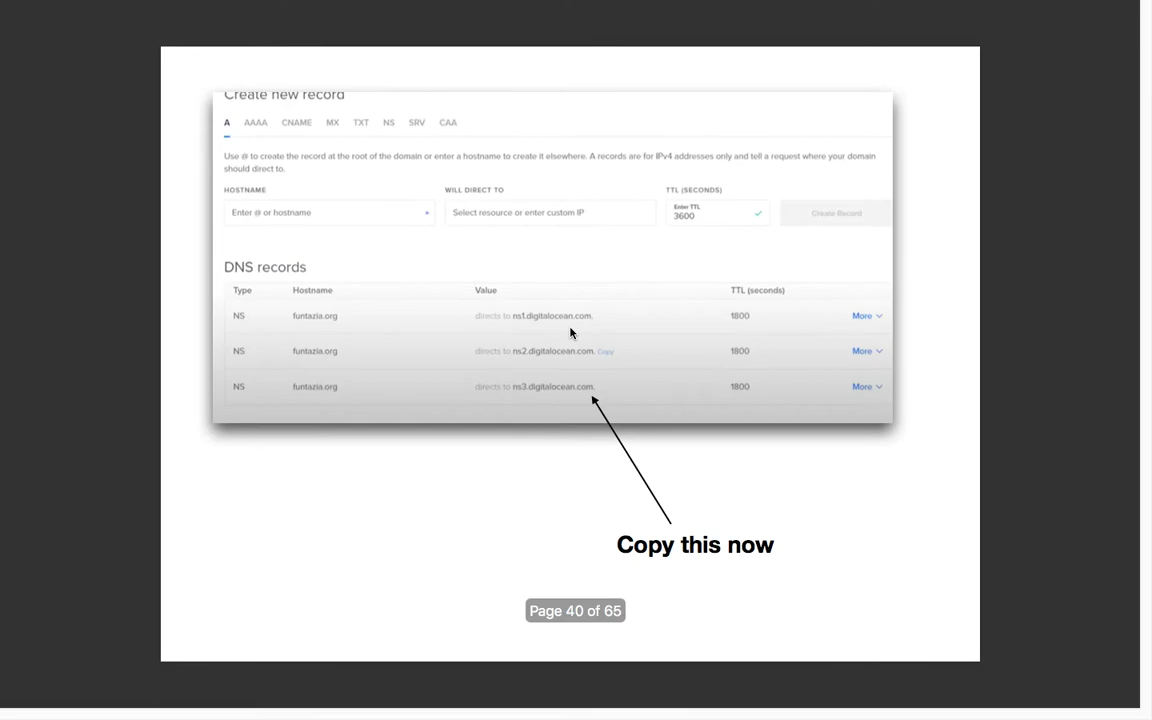 Create new record
A AAAA CNAME MX TXT NS SRV CAA
Use @ to create the record at the root of the domain or enter a hostname to create it elsewhere. A records are for IPv4 addresses only and tell a request where your domain
should direct to.
HOSTNAME WILL DIRECT TO TTL (SECONDS)
Enter @ or hostname Select resource or enter custom IP Enter TTL 3600 Create Record
DNS records
Type Hostname Value TTL (seconds)
NS funtazia.org directs to ns1.digitalocean.com. 1800 More
NS funtazia.org directs to ns2.digitalocean.com. Copy 1800 More
NS funtazia.org directs to ns3.digitalocean.com. 1800 More
Copy this now
Page 40 of 65